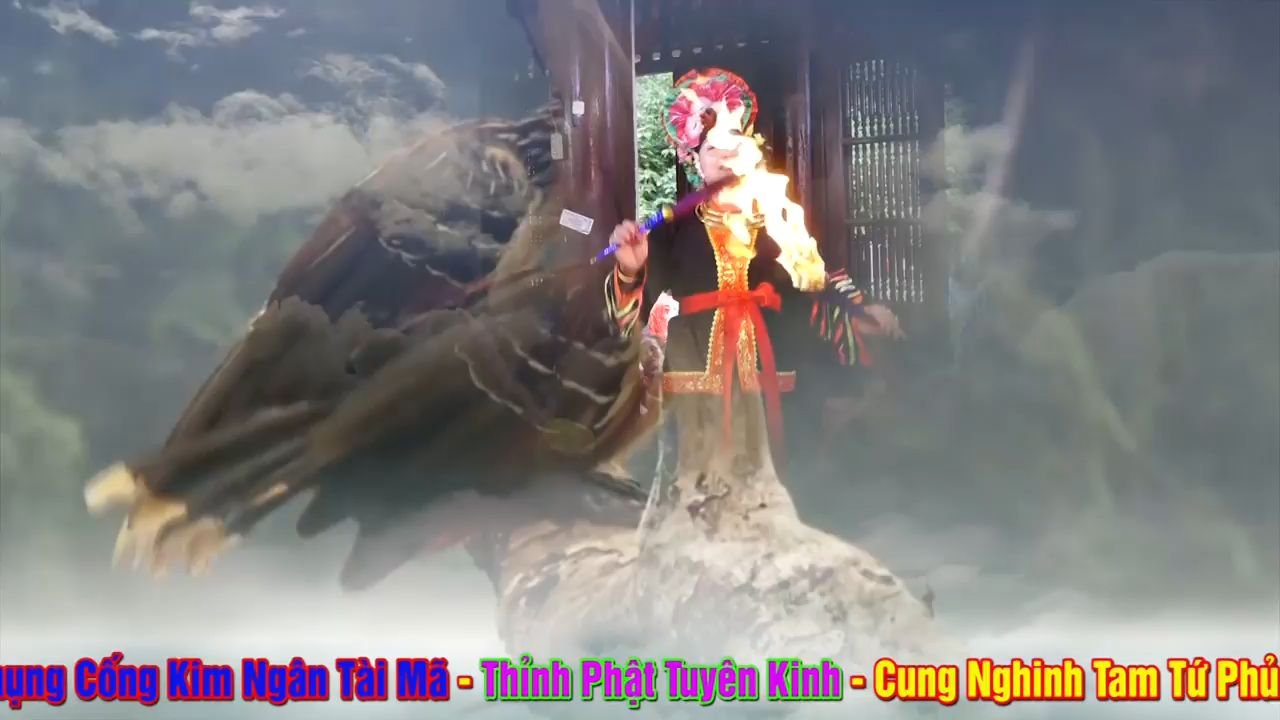 Cống Kim Ngân Tài Mã - Thỉnh Phật Tuyên Kinh - Cung Nghinh Tam Tứ Phủ